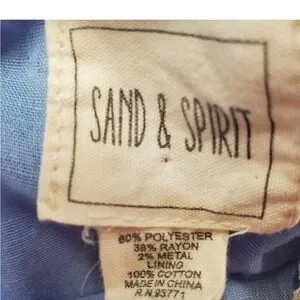 SAND & SPIRIT
60% POLYESTER
38% RAYON
2% METAL
LINING
100% COTTON
MADE IN CHINA
R.N.93771